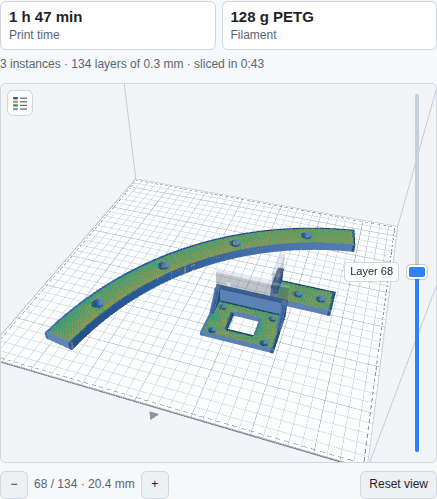 1 h 47 min
Print time
128 g PETG
Filament
3 instances · 134 layers of 0.3 mm · sliced in 0:43
Layer 68
−
68 / 134 · 20.4 mm
+
Reset view